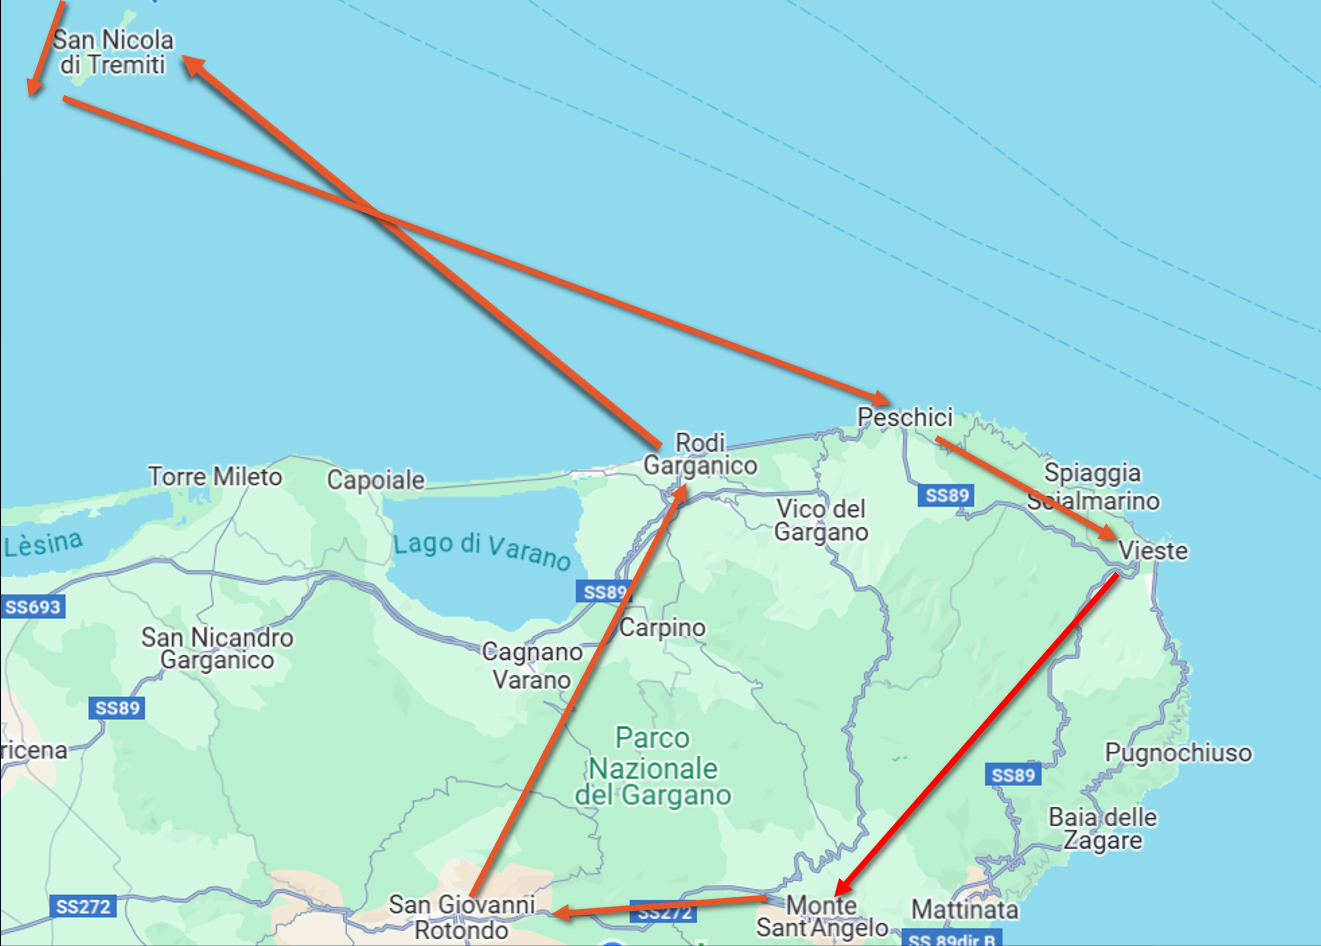 San Nicola
di Tremiti
Peschici
Rodi
Garganico
Torre Mileto
Capoiale
Spiaggia
Scialmarino
SS89
Vico del
Gargano
Lèsina
Lago di Varano
Vieste
SS693
SS89
Carpino
San Nicandro
Garganico
Cagnano
Varano
SS89
ricena
Parco
Nazionale
del Gargano
Pugnochiuso
SS89
Baia delle
Zagare
SS272
San Giovanni
Rotondo
SS272
Monte
Sant'Angelo
Mattinata
SS 89dir B